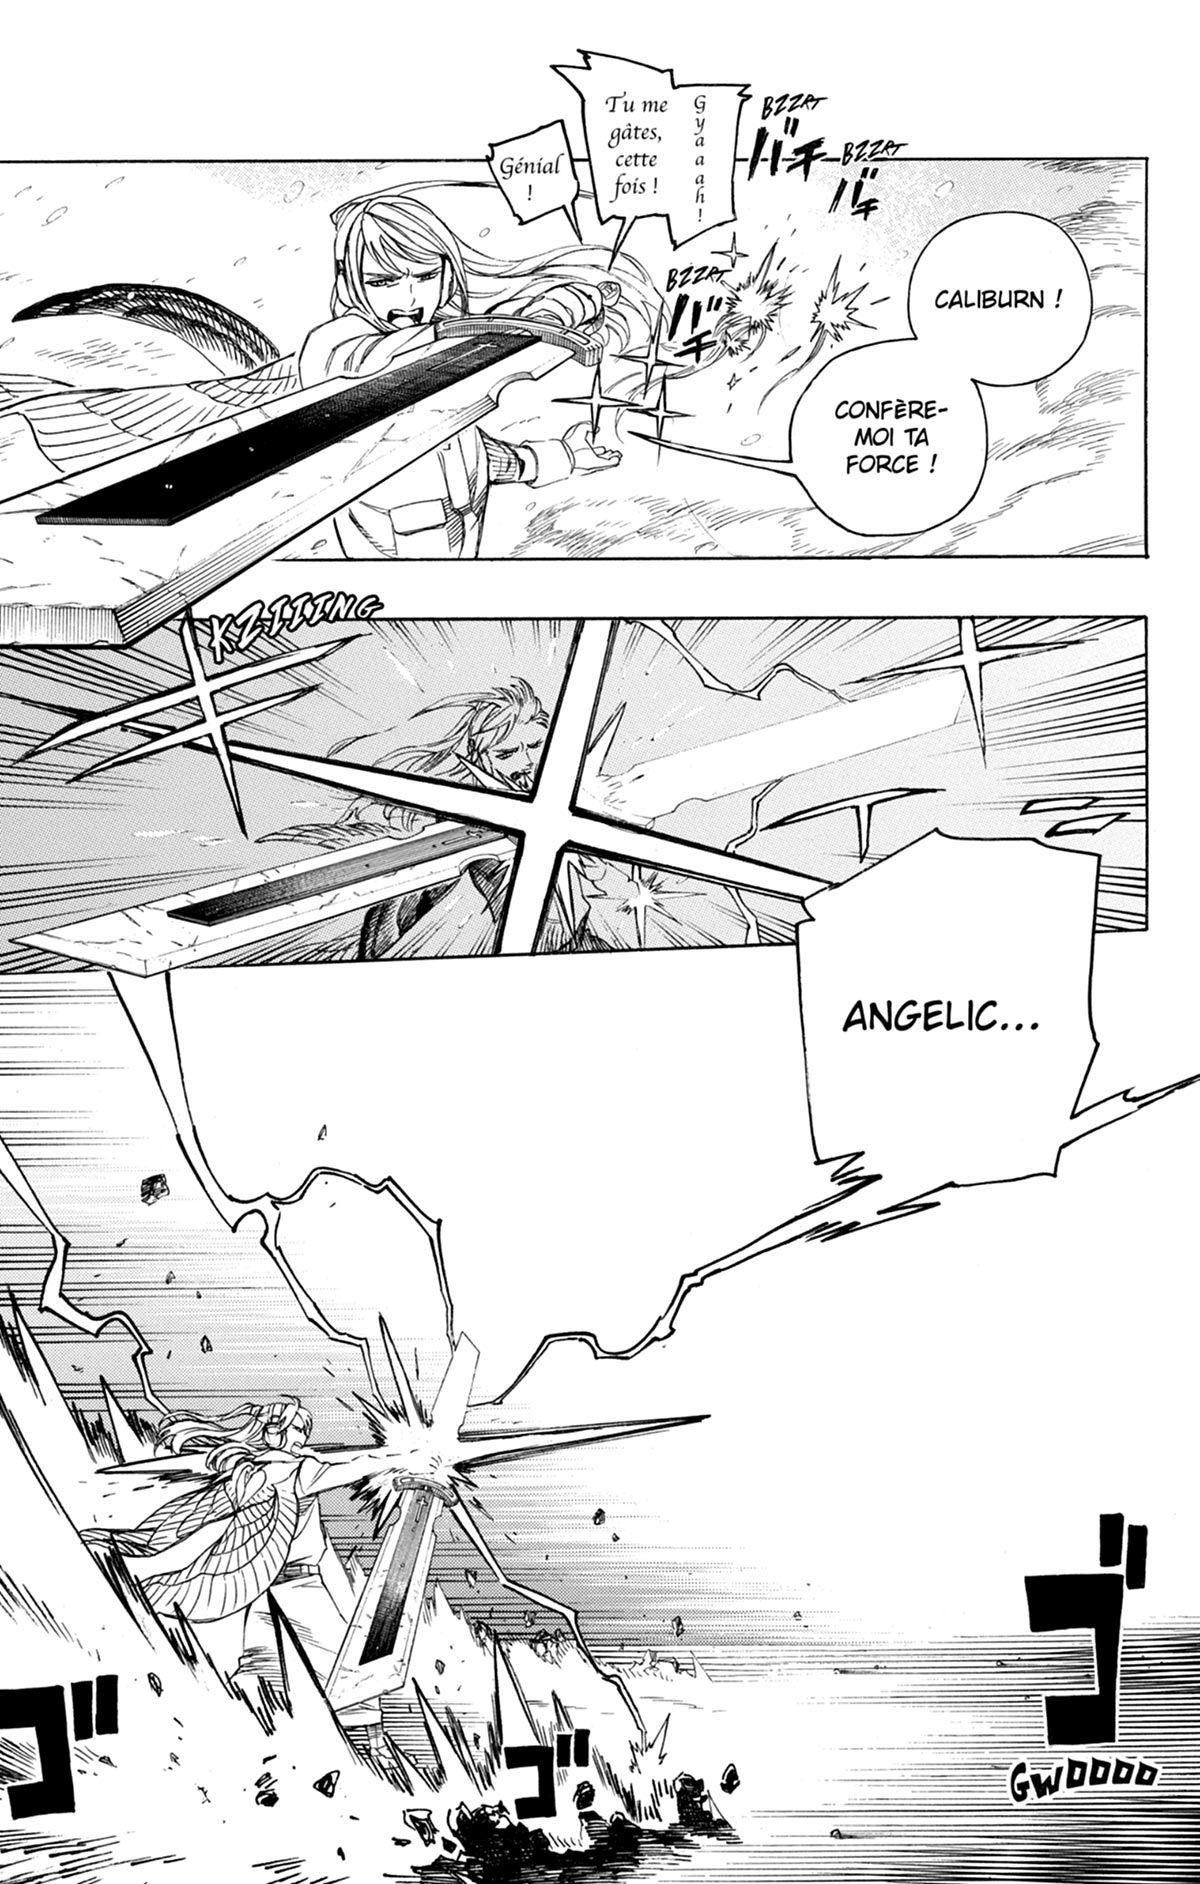 BZZRT
バチ
BZZRT
バチ
CALIBURN !
CONFÈRE-
MOI TA
FORCE !
Gyaaah !
Tu me
gâtes,
cette
fois !
Génial
!
BZZRT
バチ
KZIIIING
ANGELIC...
ゴ
GWOOOO
ゴ
ゴ